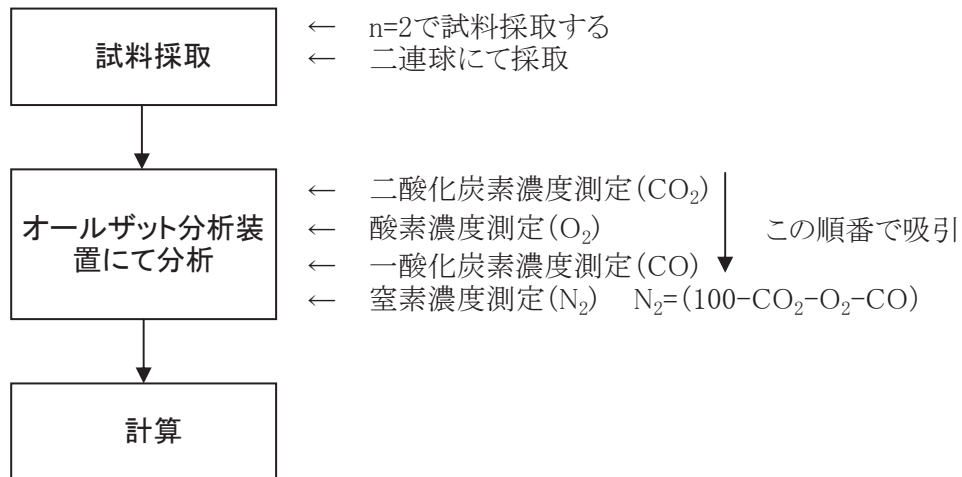 試料採取
← n=2で試料採取する
← 二連球にて採取
オールザット分析装
置にて分析
← 二酸化炭素濃度測定(CO₂)
← 酸素濃度測定(O₂)
← 一酸化炭素濃度測定(CO)
← 窒素濃度測定(N₂) N₂=(100-CO₂-O₂-CO)
この順番で吸引
計算